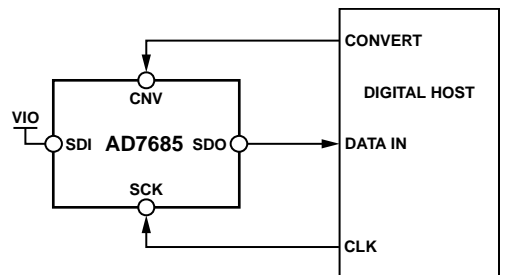 CONVERT
CNV
DIGITAL HOST
VIO
SDI AD7685 SDO
DATA IN
SCK
CLK